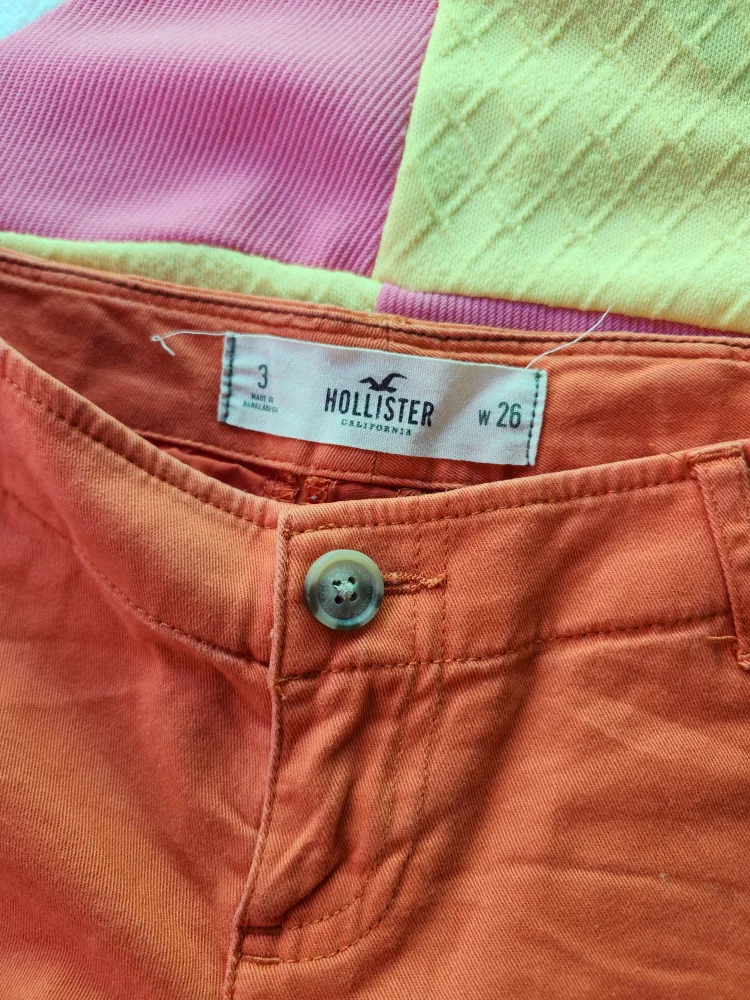 3
MADE IN
BANGLADESH
HOLLISTER
CALIFORNIA
W 26